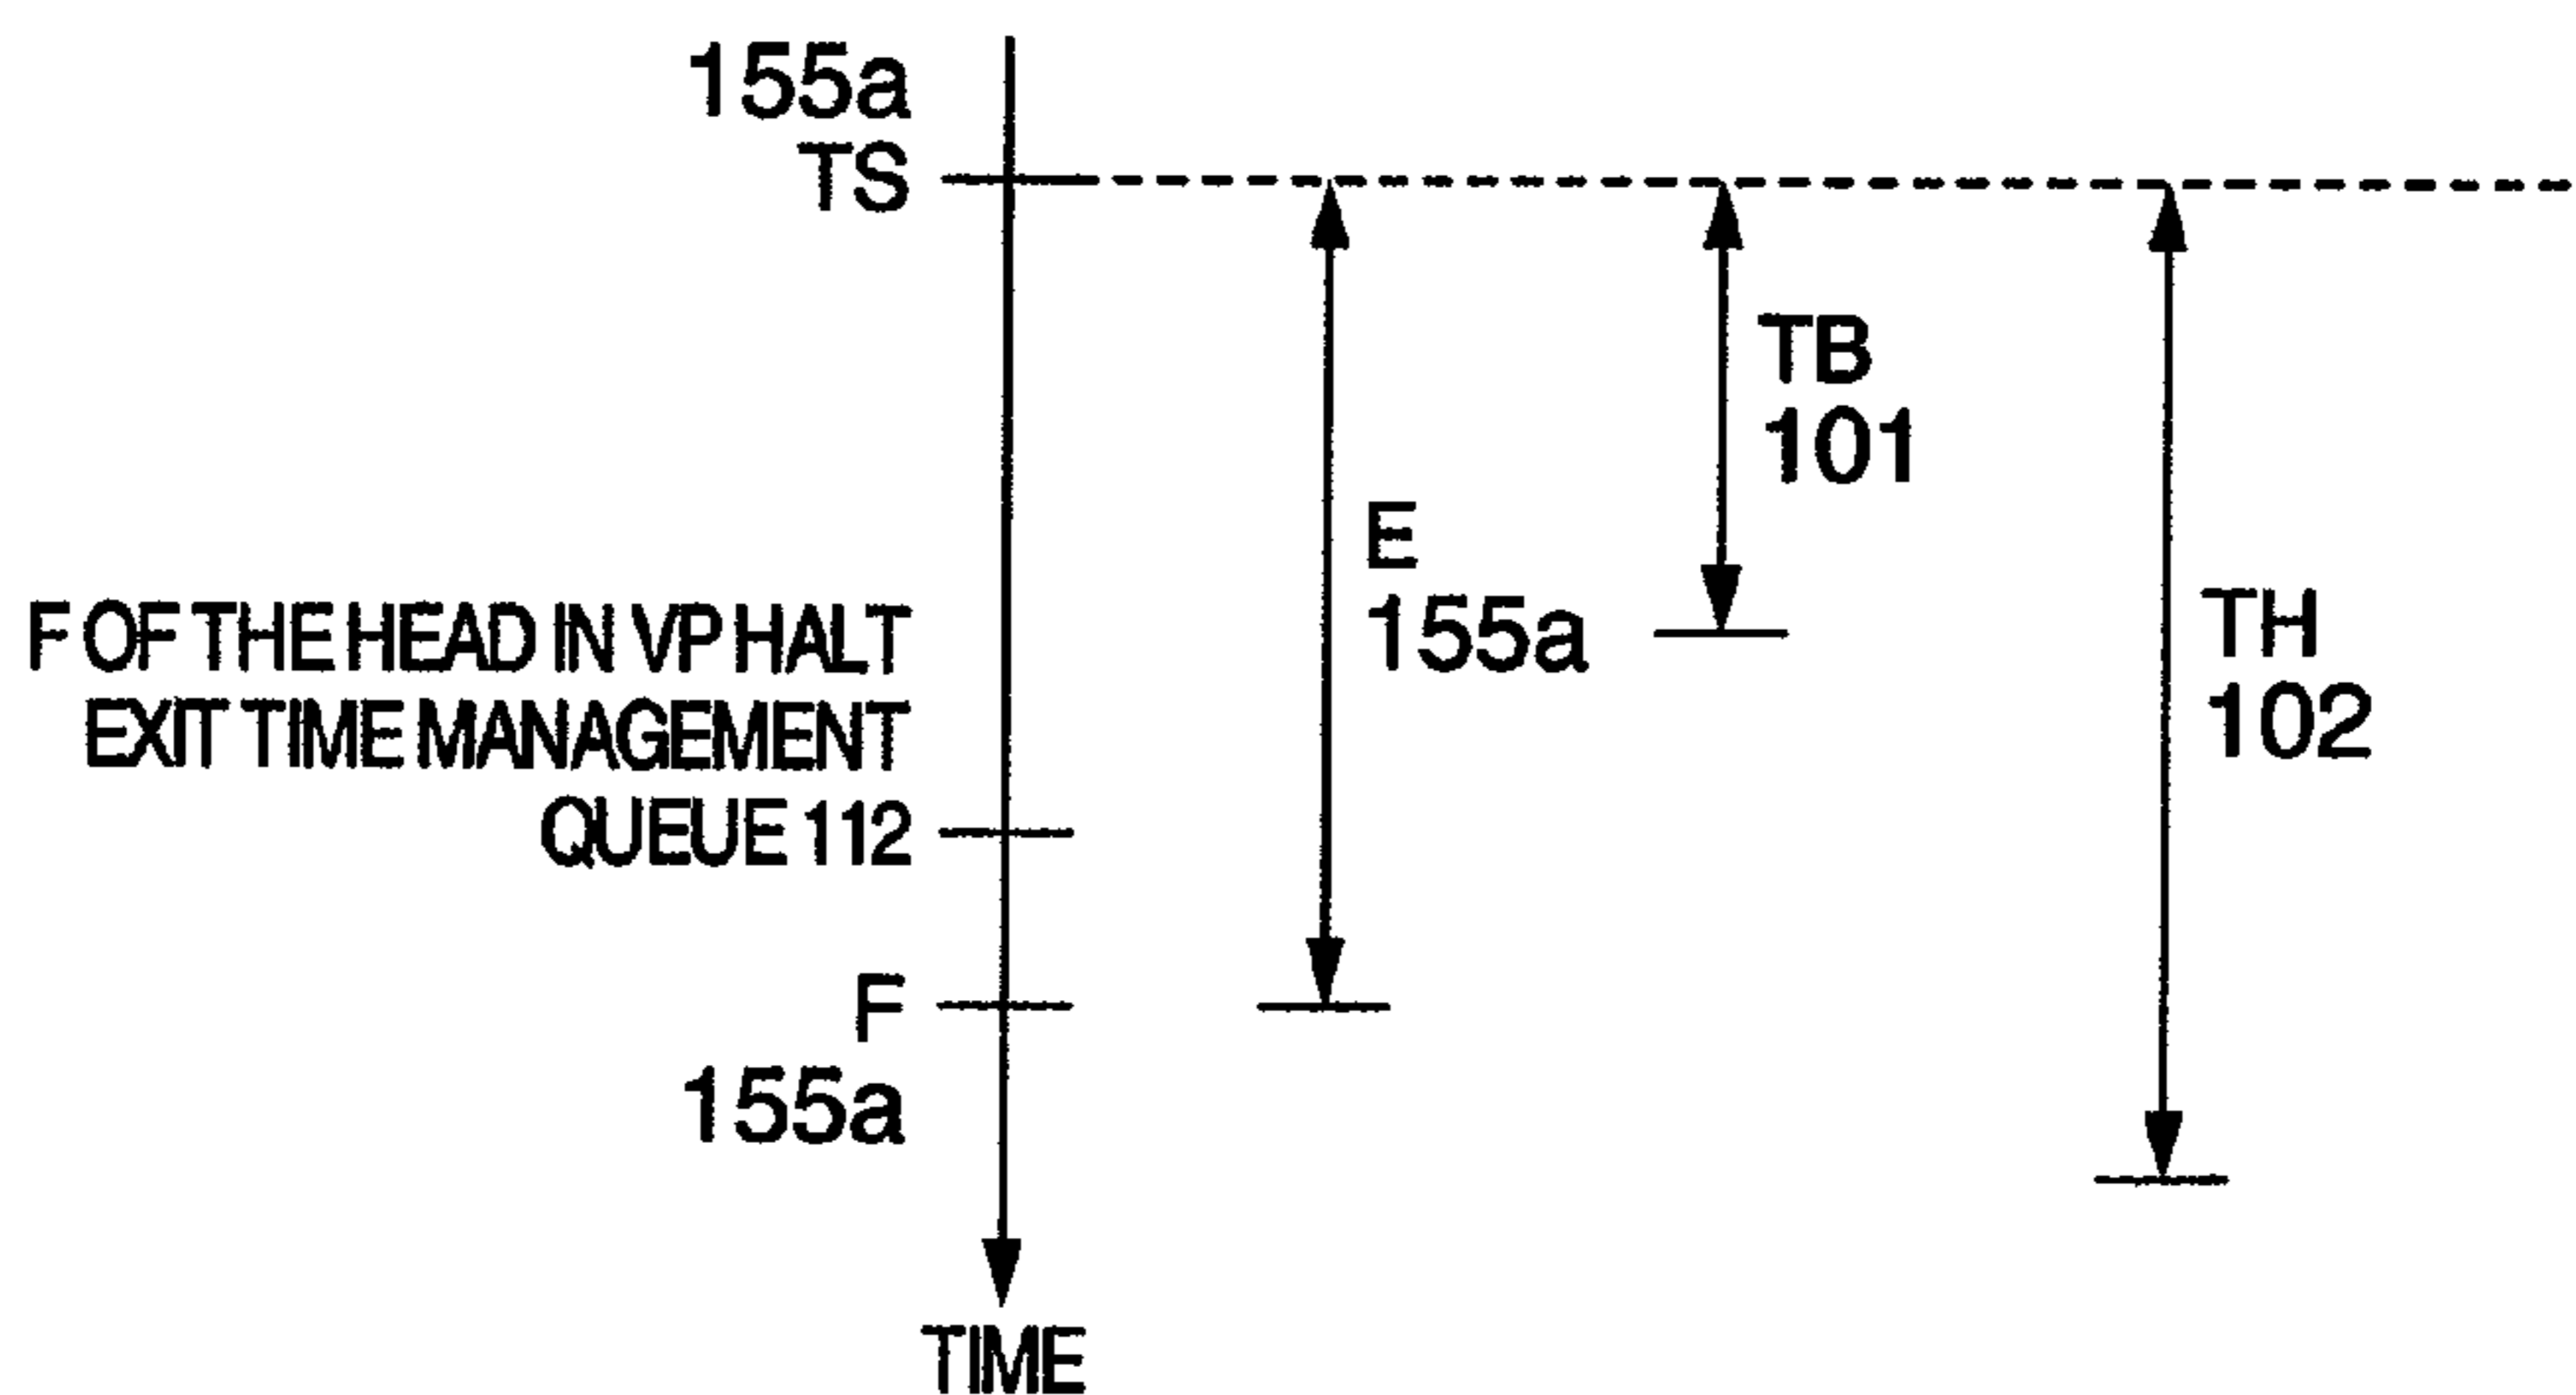 155a
TS
TB
101
E
155a
F OF THE HEAD IN VP HALT
EXIT TIME MANAGEMENT
QUEUE 112
TH
102
F
155a
TIME